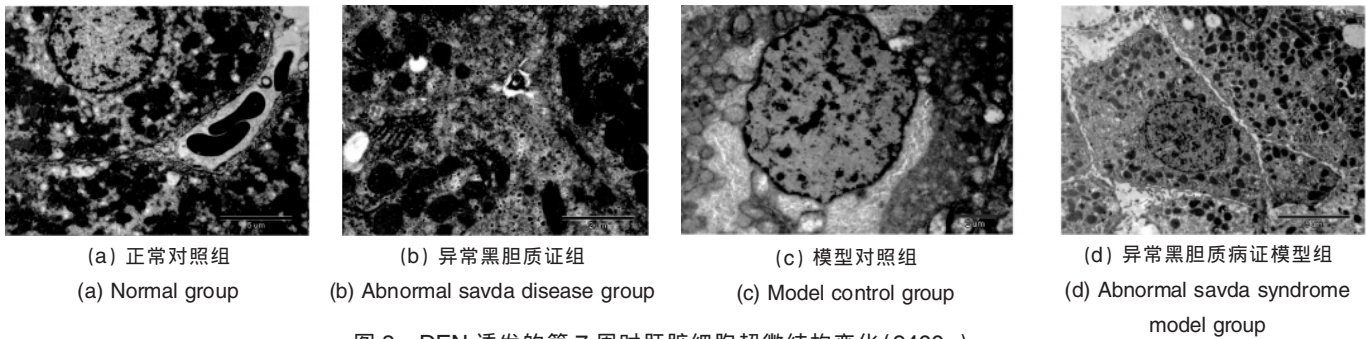 (a) 正常对照组
(a) Normal group
(b) 异常黑胆质证组
(b) Abnormal savda disease group
(c) 模型对照组
(c) Model control group
(d) 异常黑胆质病证模型组
(d) Abnormal savda syndrome
model group